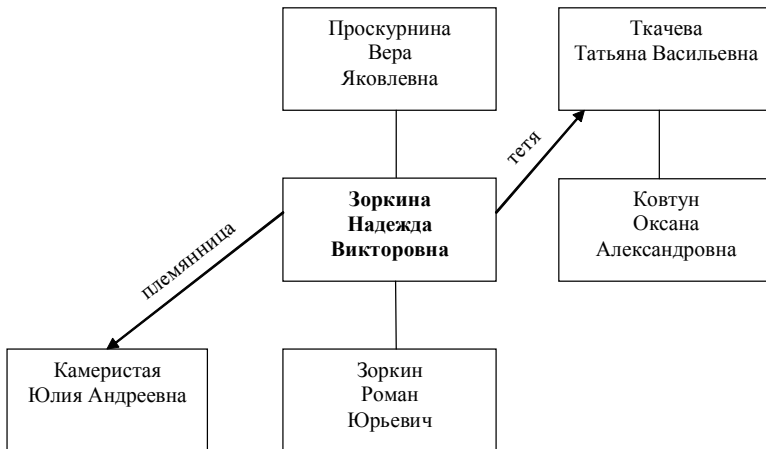 Проскурнина
Вера
Яковлевна
Ткачева
Татьяна Васильевна
тетя
Зоркина
Надежда
Викторовна
Ковтун
Оксана
Александровна
племянница
Камеристая
Юлия Андреевна
Зоркин
Роман
Юрьевич